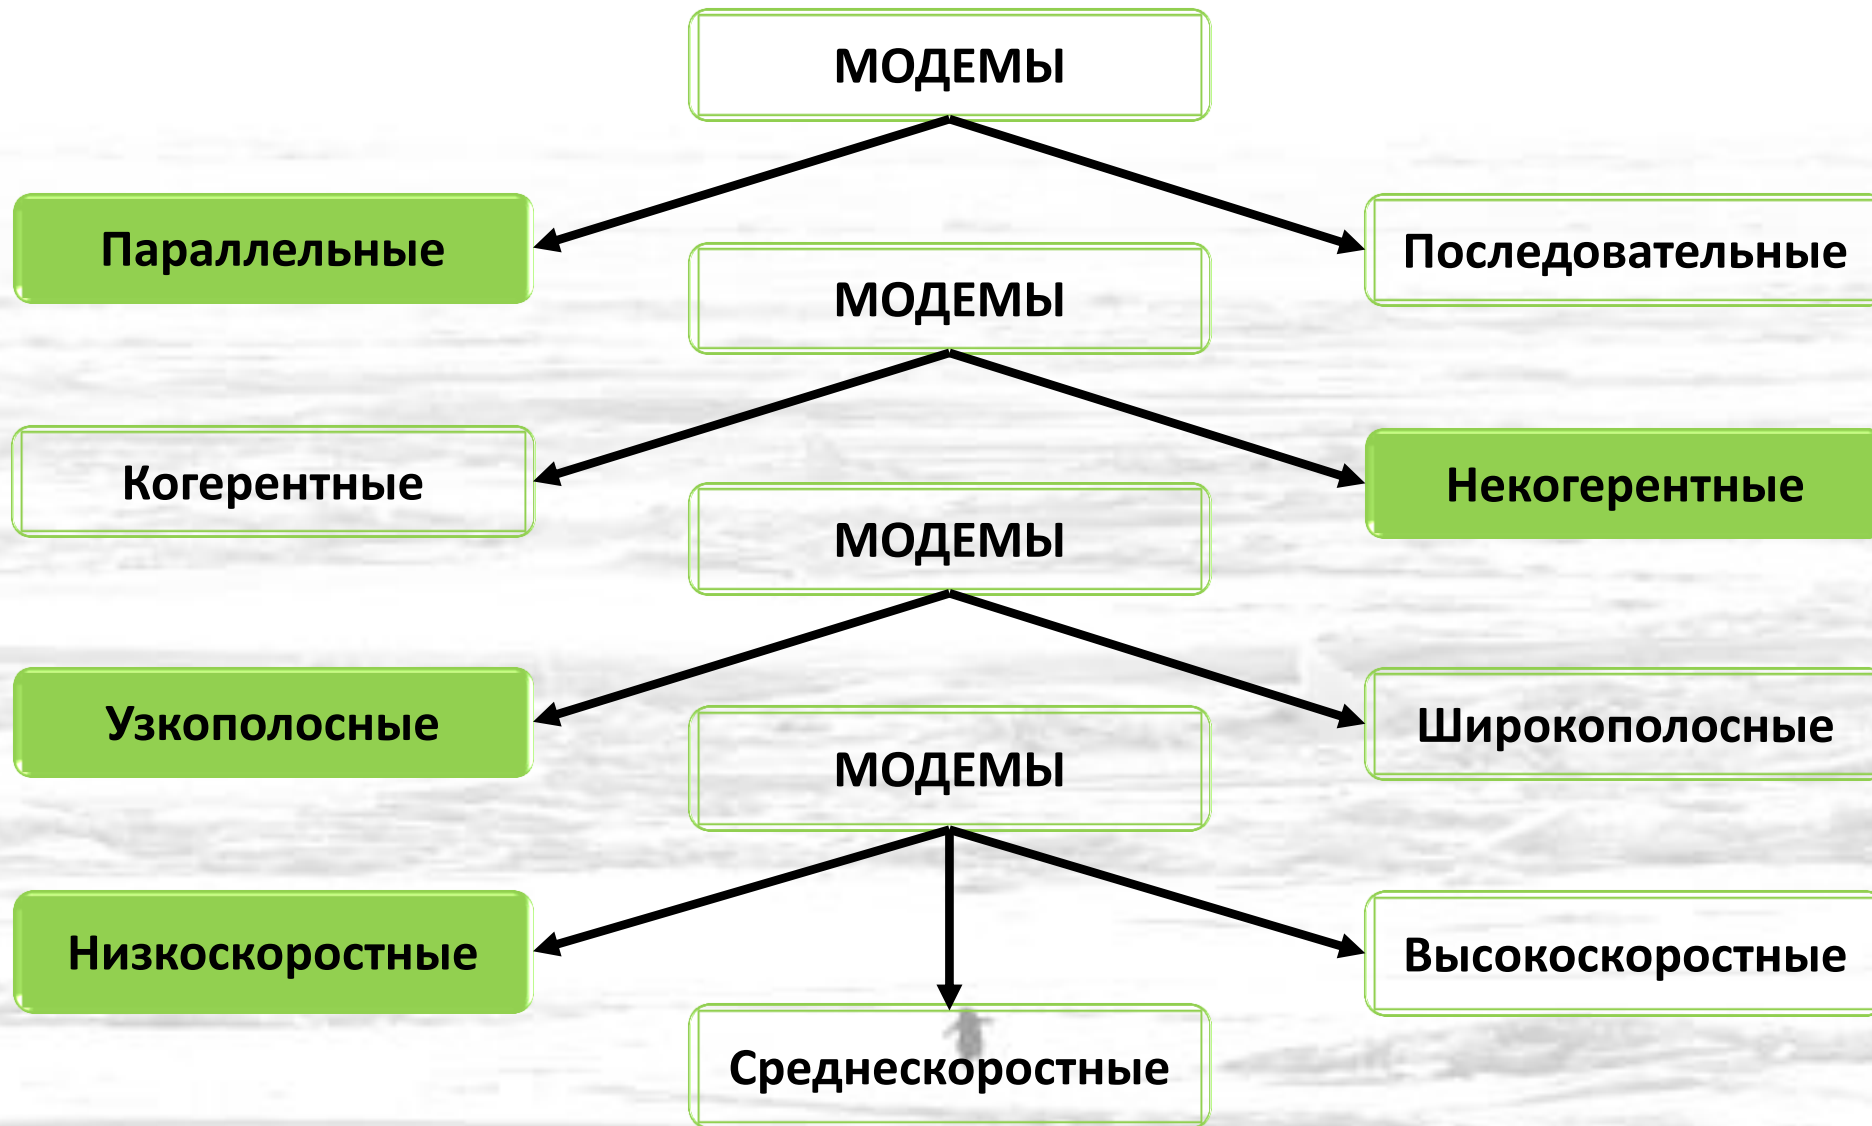 МОДЕМЫ
Параллельные
Последовательные
МОДЕМЫ
Когерентные
Некогерентные
МОДЕМЫ
Узкополосные
Широкополосные
МОДЕМЫ
Низкоскоростные
Высокоскоростные
Среднескоростные